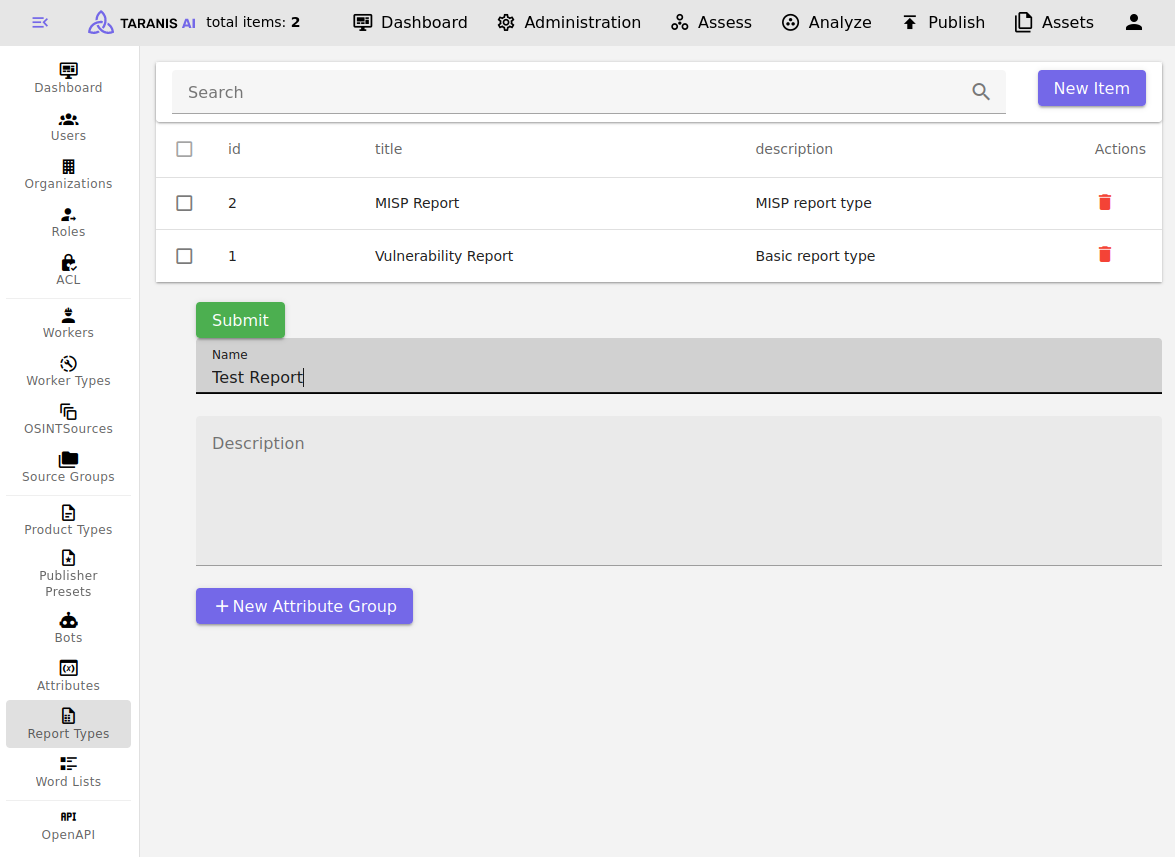 TARANIS AI total items: 2 Dashboard Administration Assess Analyze Publish Assets
Dashboard
Users
Organizations
Roles
ACL
Workers
Worker Types
OSINTSources
Source Groups
Product Types
Publisher
Presets
Bots
Attributes
Report Types
Word Lists
API
OpenAPI
Search
New Item
id title description Actions
2 MISP Report MISP report type
1 Vulnerability Report Basic report type
Submit
Name
Test Report
Description
+ New Attribute Group